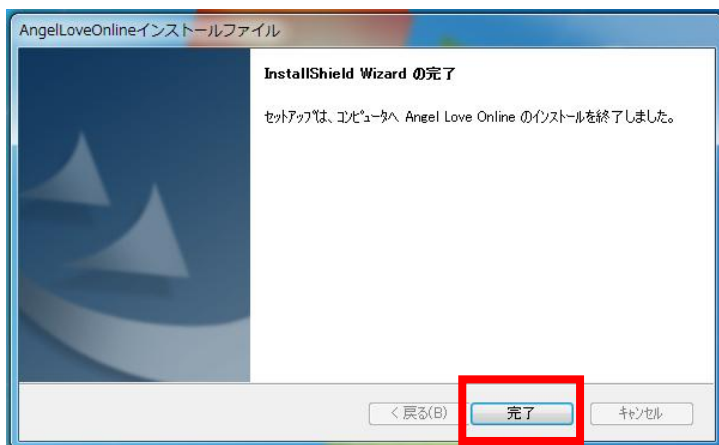 AngelLoveOnlineインストールファイル
InstallShield Wizard の完了
セットアップは、コンピュータへ Angel Love Online のインストールを終了しました。
< 戻る(B)
完了
キャンセル